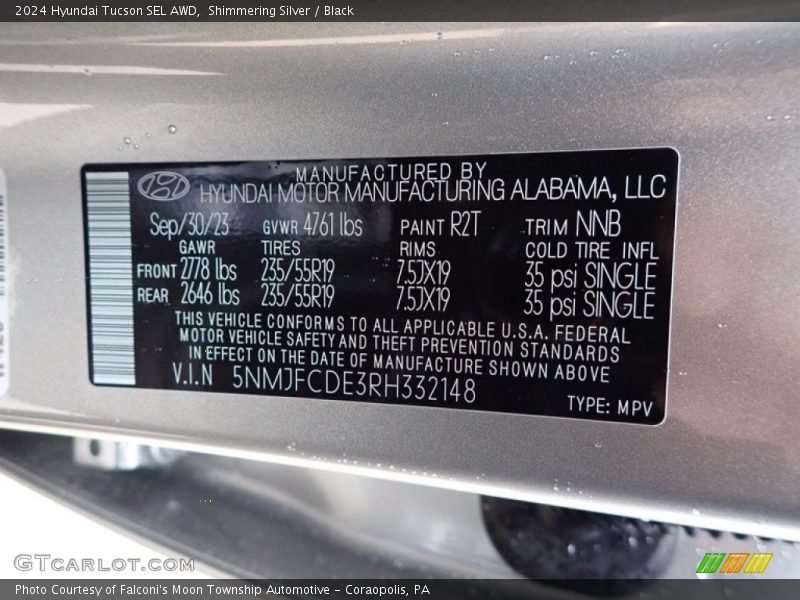 2024 Hyundai Tucson SEL AWD,  Shimmering Silver / Black
MANUFACTURED BY
HYUNDAI MOTOR MANUFACTURING ALABAMA, LLC
Sep/30/23 GVWR 4761 lbs PAINT R2T TRIM NNB
GAWR TIRES RIMS COLD TIRE INFL
FRONT 2778 lbs 235/55R19 7.5JX19 35 psi SINGLE
REAR 2646 lbs 235/55R19 7.5JX19 35 psi SINGLE
THIS VEHICLE CONFORMS TO ALL APPLICABLE U.S.A. FEDERAL
MOTOR VEHICLE SAFETY AND THEFT PREVENTION STANDARDS
IN EFFECT ON THE DATE OF MANUFACTURE SHOWN ABOVE
V.I.N 5NMJFCDE3RH332148
TYPE: MPV
GTcarlot.com
Photo Courtesy of Falconi's Moon Township Automotive - Coraopolis, PA